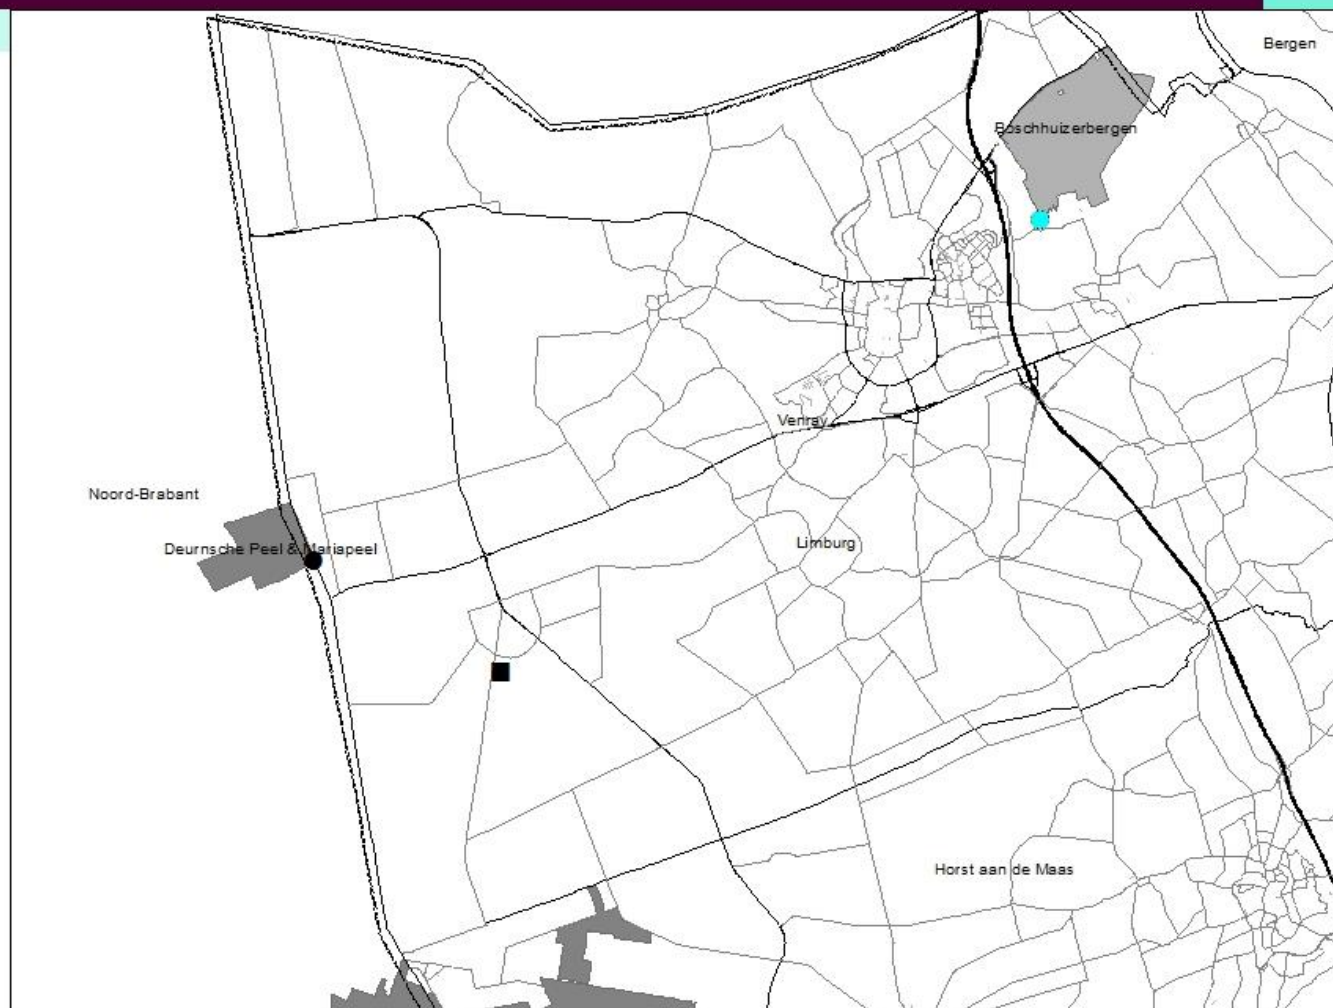 Bergen
Boschhuizerbergen
Venray
Noord-Brabant
Limburg
Deurnsche Peel & Mariapeel
Horst aan de Maas